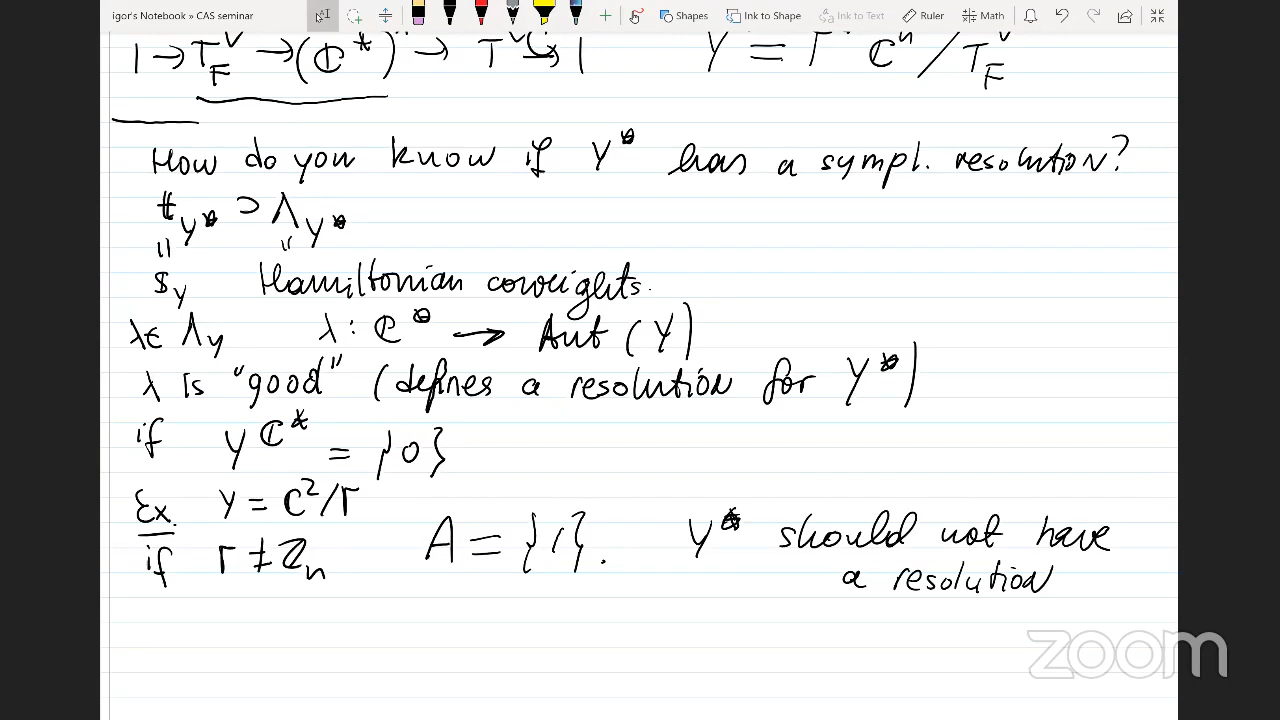 igor's Notebook » CAS seminar
Shapes Ink to Shape Ink to Text Ruler Math
1 → T_F^∨ → (ℂ*)^n → T^∨ → 1 Y = T* ℂ^n / T_F^∨
How do you know if Y* has a sympl. resolution?
𝔱_{Y*} ⊃ Λ_{Y*}
\\ \\
𝔰_Y Hamiltonian coweights.
λ ∈ Λ_Y λ : ℂ* → Aut (Y)
λ is "good" (defines a resolution for Y*)
if Y^{ℂ*} = {0}
Ex. Y = ℂ²/Γ
if Γ ≠ ℤ_n A = {1}. Y* should not have
a resolution
zoom